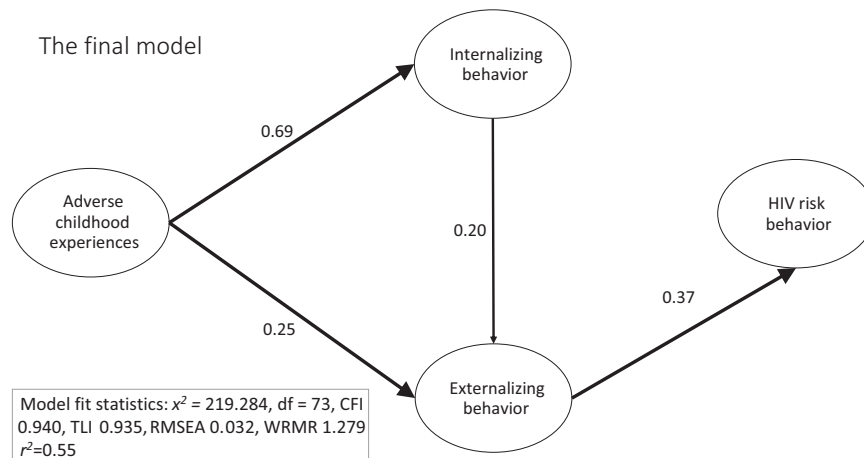 The final model
Internalizing
behavior
0.69
Adverse
childhood
experiences
HIV risk
behavior
0.20
0.37
0.25
Externalizing
behavior
Model fit statistics: x² = 219.284, df = 73, CFI
0.940, TLI 0.935, RMSEA 0.032, WRMR 1.279
r²=0.55